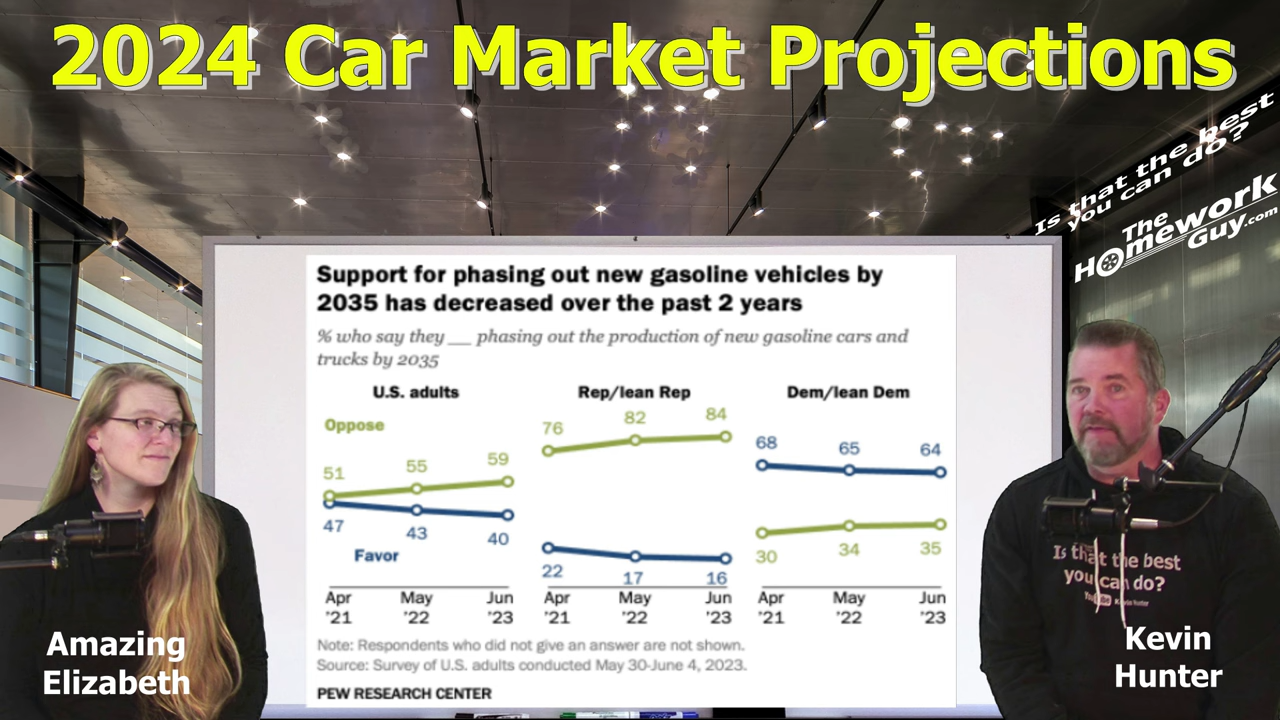 2024 Car Market Projections
Is that the best
you can do?
The
Homework
Guy.com
Support for phasing out new gasoline vehicles by
2035 has decreased over the past 2 years
% who say they __ phasing out the production of new gasoline cars and
trucks by 2035
U.S. adults
Rep/lean Rep
Dem/lean Dem
Oppose
51
55
59
47
43
40
Favor
76
82
84
22
17
16
68
65
64
30
34
35
Apr
'21
May
'22
Jun
'23
Apr
'21
May
'22
Jun
'23
Apr
'21
May
'22
Jun
'23
Note: Respondents who did not give an answer are not shown.
Source: Survey of U.S. adults conducted May 30-June 4, 2023.
PEW RESEARCH CENTER
Amazing
Elizabeth
Is that the best
you can do?
Kevin
Hunter